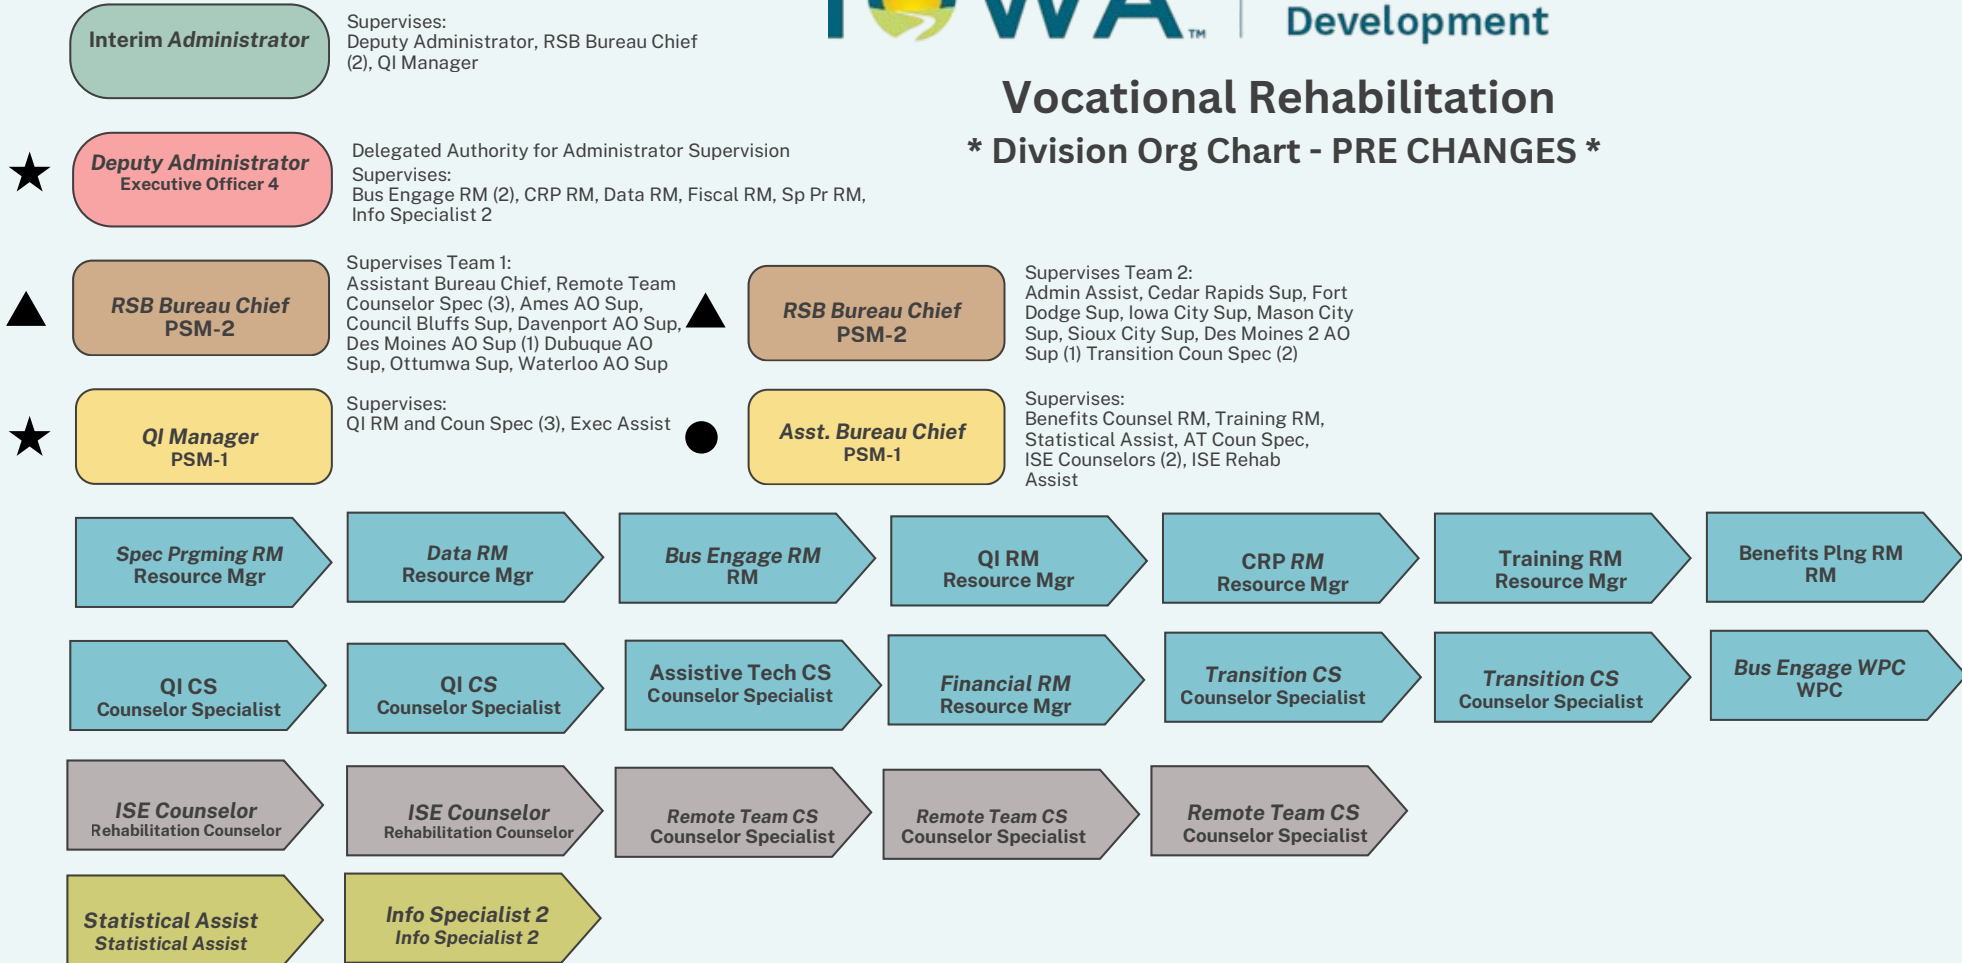 IOWA™
Development
Vocational Rehabilitation
* Division Org Chart - PRE CHANGES *
Interim Administrator
Supervises:
Deputy Administrator, RSB Bureau Chief
(2), QI Manager
Deputy Administrator
Executive Officer 4
Delegated Authority for Administrator Supervision
Supervises:
Bus Engage RM (2), CRP RM, Data RM, Fiscal RM, Sp Pr RM,
Info Specialist 2
RSB Bureau Chief
PSM-2
Supervises Team 1:
Assistant Bureau Chief, Remote Team
Counselor Spec (3), Ames AO Sup,
Council Bluffs Sup, Davenport AO Sup,
Des Moines AO Sup (1) Dubuque AO
Sup, Ottumwa Sup, Waterloo AO Sup
RSB Bureau Chief
PSM-2
Supervises Team 2:
Admin Assist, Cedar Rapids Sup, Fort
Dodge Sup, Iowa City Sup, Mason City
Sup, Sioux City Sup, Des Moines 2 AO
Sup (1) Transition Coun Spec (2)
QI Manager
PSM-1
Supervises:
QI RM and Coun Spec (3), Exec Assist
Asst. Bureau Chief
PSM-1
Supervises:
Benefits Counsel RM, Training RM,
Statistical Assist, AT Coun Spec,
ISE Counselors (2), ISE Rehab
Assist
Spec Prgming RM
Resource Mgr
Data RM
Resource Mgr
Bus Engage RM
RM
QI RM
Resource Mgr
CRP RM
Resource Mgr
Training RM
Resource Mgr
Benefits Plng RM
RM
QI CS
Counselor Specialist
QI CS
Counselor Specialist
Assistive Tech CS
Counselor Specialist
Financial RM
Resource Mgr
Transition CS
Counselor Specialist
Transition CS
Counselor Specialist
Bus Engage WPC
WPC
ISE Counselor
Rehabilitation Counselor
ISE Counselor
Rehabilitation Counselor
Remote Team CS
Counselor Specialist
Remote Team CS
Counselor Specialist
Remote Team CS
Counselor Specialist
Statistical Assist
Statistical Assist
Info Specialist 2
Info Specialist 2